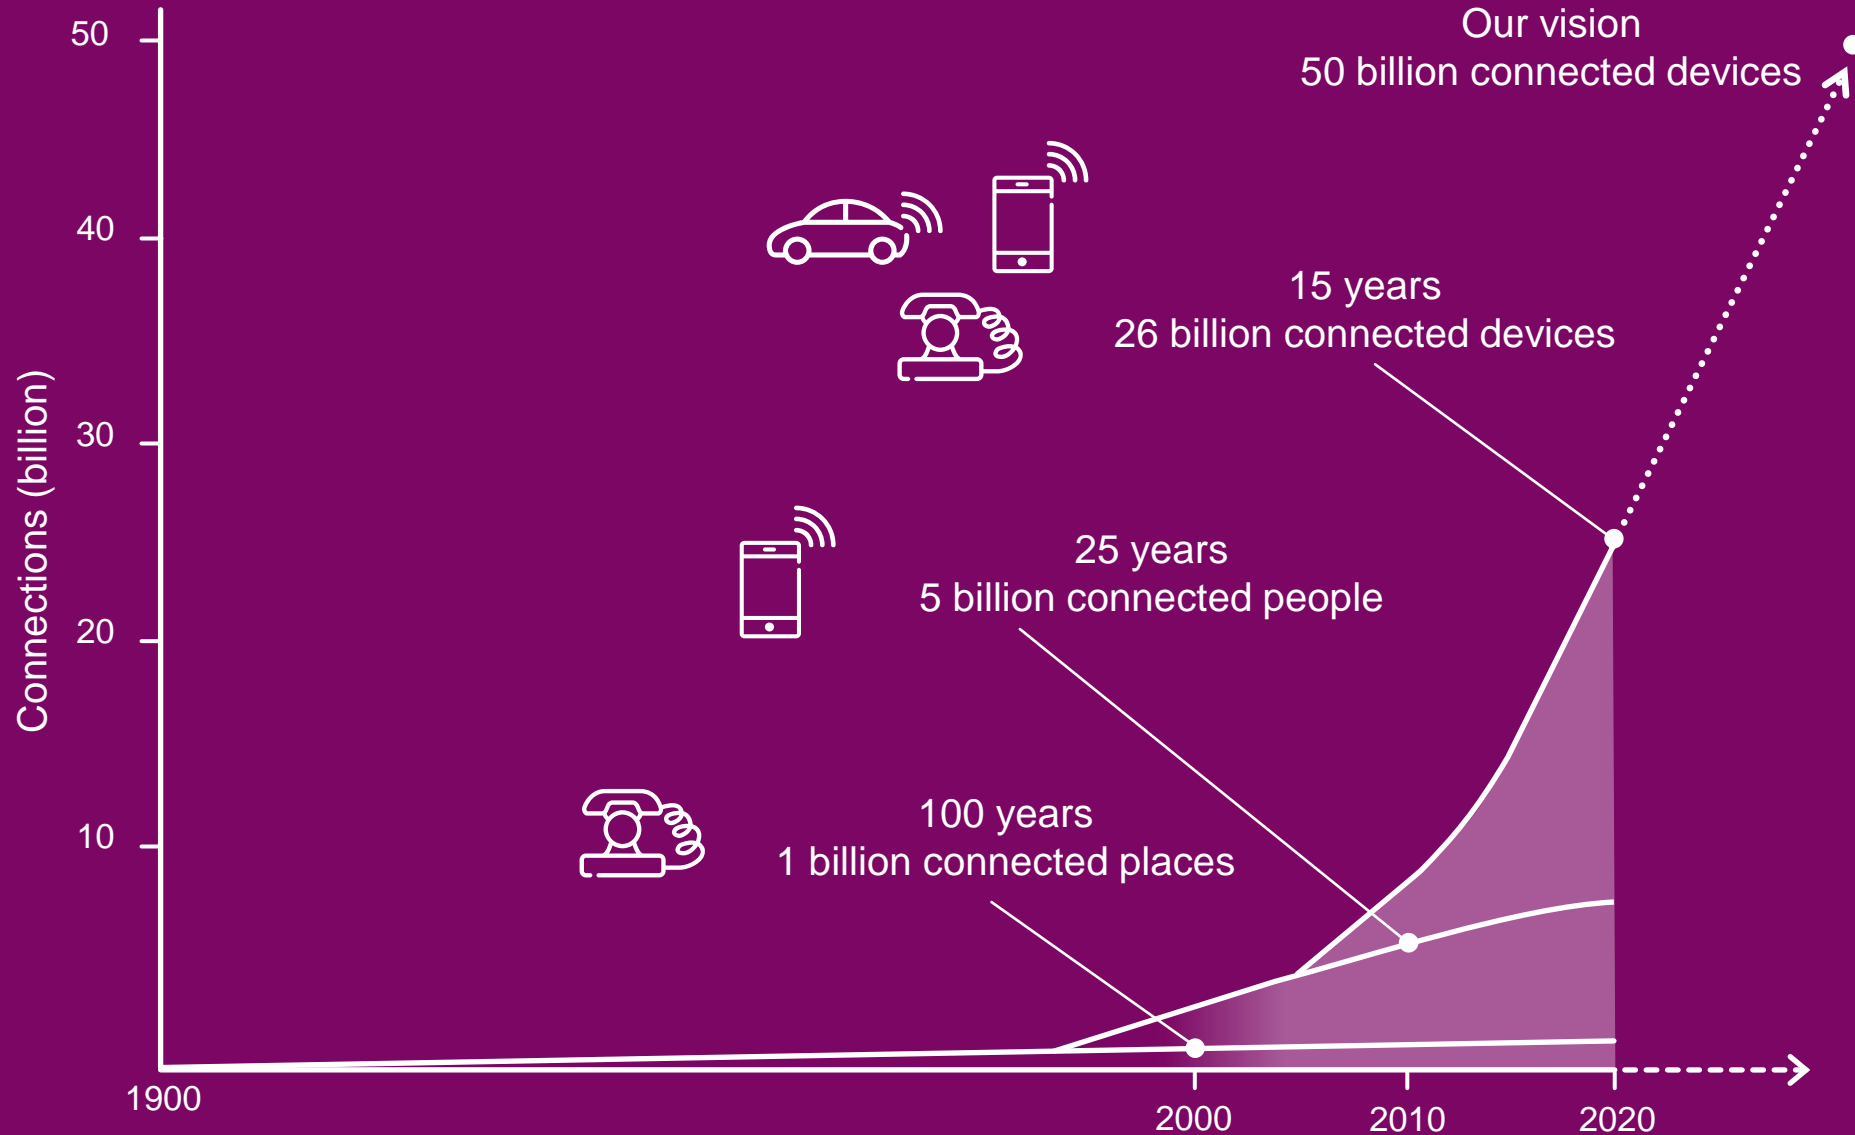 50
Our vision
50 billion connected devices
40
15 years
26 billion connected devices
30
Connections (billion)
25 years
5 billion connected people
20
100 years
1 billion connected places
10
1900
2000
2010
2020